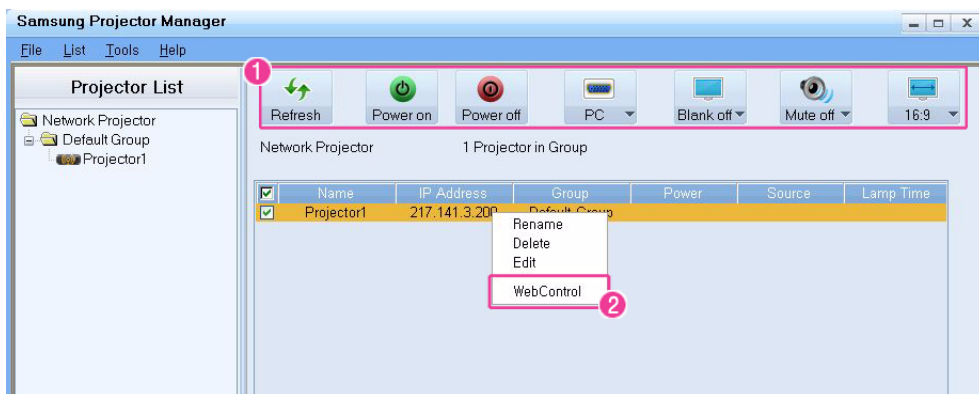 Samsung Projector Manager
File List Tools Help
1
Projector List
Refresh Power on Power off PC Blank off Mute off 16:9
Network Projector
Default Group
Projector1
Network Projector 1 Projector in Group
Name IP Address Group Power Source Lamp Time
Projector1 217.141.3.200 Default Group
Rename
Delete
Edit
WebControl
2